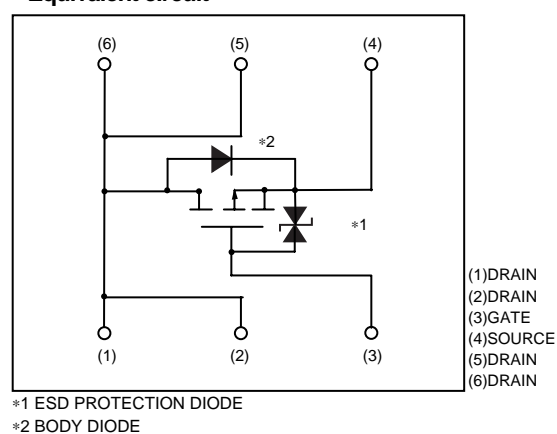 Equivalent circuit
(6)
(5)
(4)
∗2
∗1
(1)
(2)
(3)
(1)DRAIN
(2)DRAIN
(3)GATE
(4)SOURCE
(5)DRAIN
(6)DRAIN
∗1 ESD PROTECTION DIODE
∗2 BODY DIODE